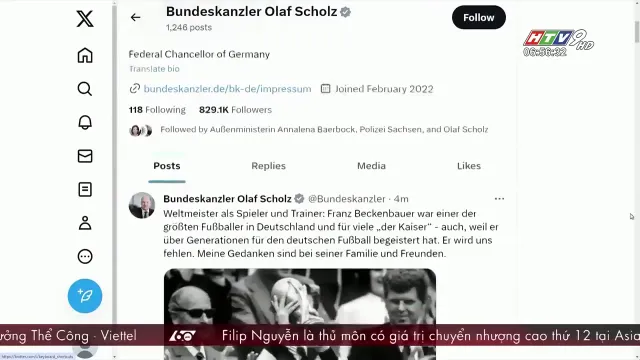 Bundeskanzler Olaf Scholz
1,246 posts
Follow
HTV9 HD
06:56:32
Federal Chancellor of Germany
Translate bio
bundeskanzler.de/bk-de/impressum Joined February 2022
118 Following 829.1K Followers
Followed by Außenministerin Annalena Baerbock, Polizei Sachsen, and Olaf Scholz
Posts Replies Media Likes
Bundeskanzler Olaf Scholz @Bundeskanzler · 4m
Weltmeister als Spieler und Trainer: Franz Beckenbauer war einer der
größten Fußballer in Deutschland und für viele „der Kaiser" - auch, weil er
über Generationen für den deutschen Fußball begeistert hat. Er wird uns
fehlen. Meine Gedanken sind bei seiner Familie und Freunden.
ưởng Thể Công - Viettel Filip Nguyễn là thủ môn có giá trị chuyển nhượng cao thứ 12 tại Asia